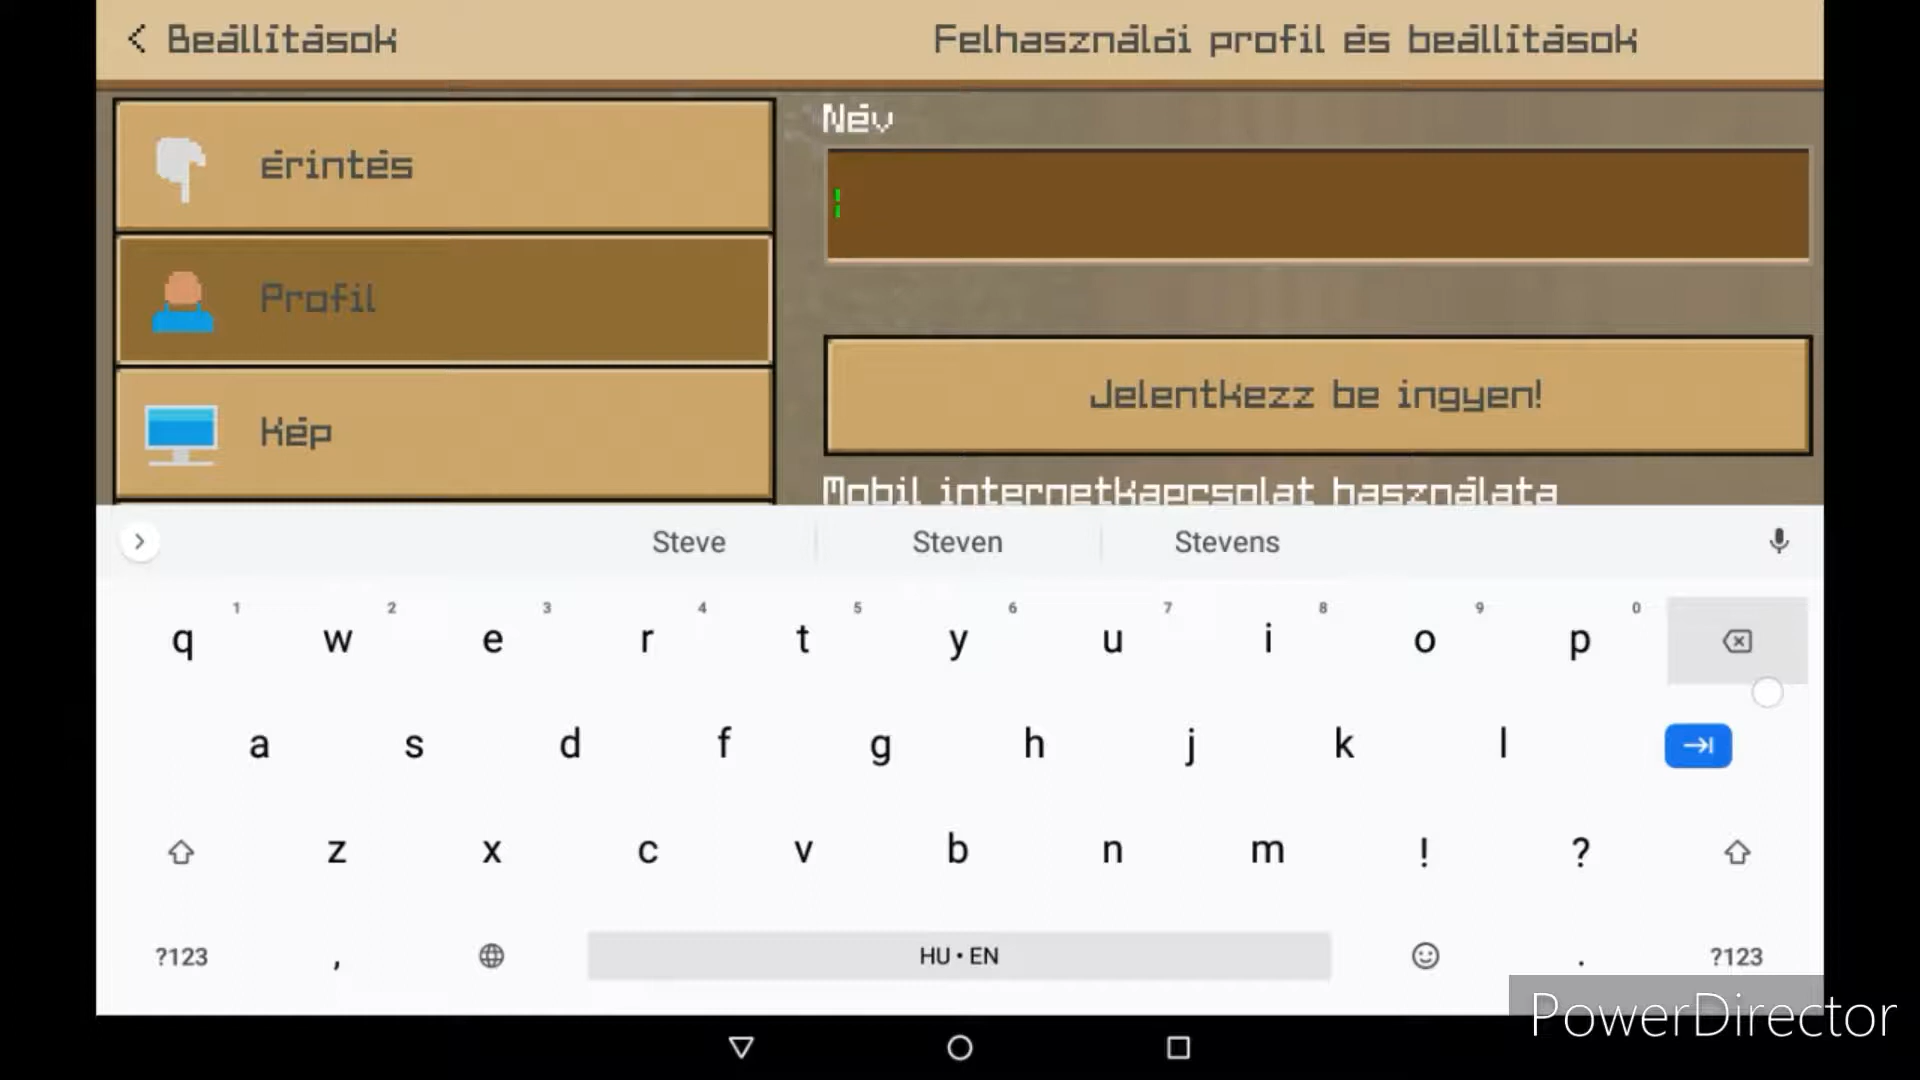 Beállítások
Felhasználói profil és beállítások
érintés
Profil
Kép
Név
Jelentkezz be ingyen!
Mobil internetkapcsolat használata
Steve Steven Stevens
1 2 3 4 5 6 7 8 9 0
q w e r t y u i o p
a s d f g h j k l
z x c v b n m ! ?
?123 , HU • EN . ?123
PowerDirector